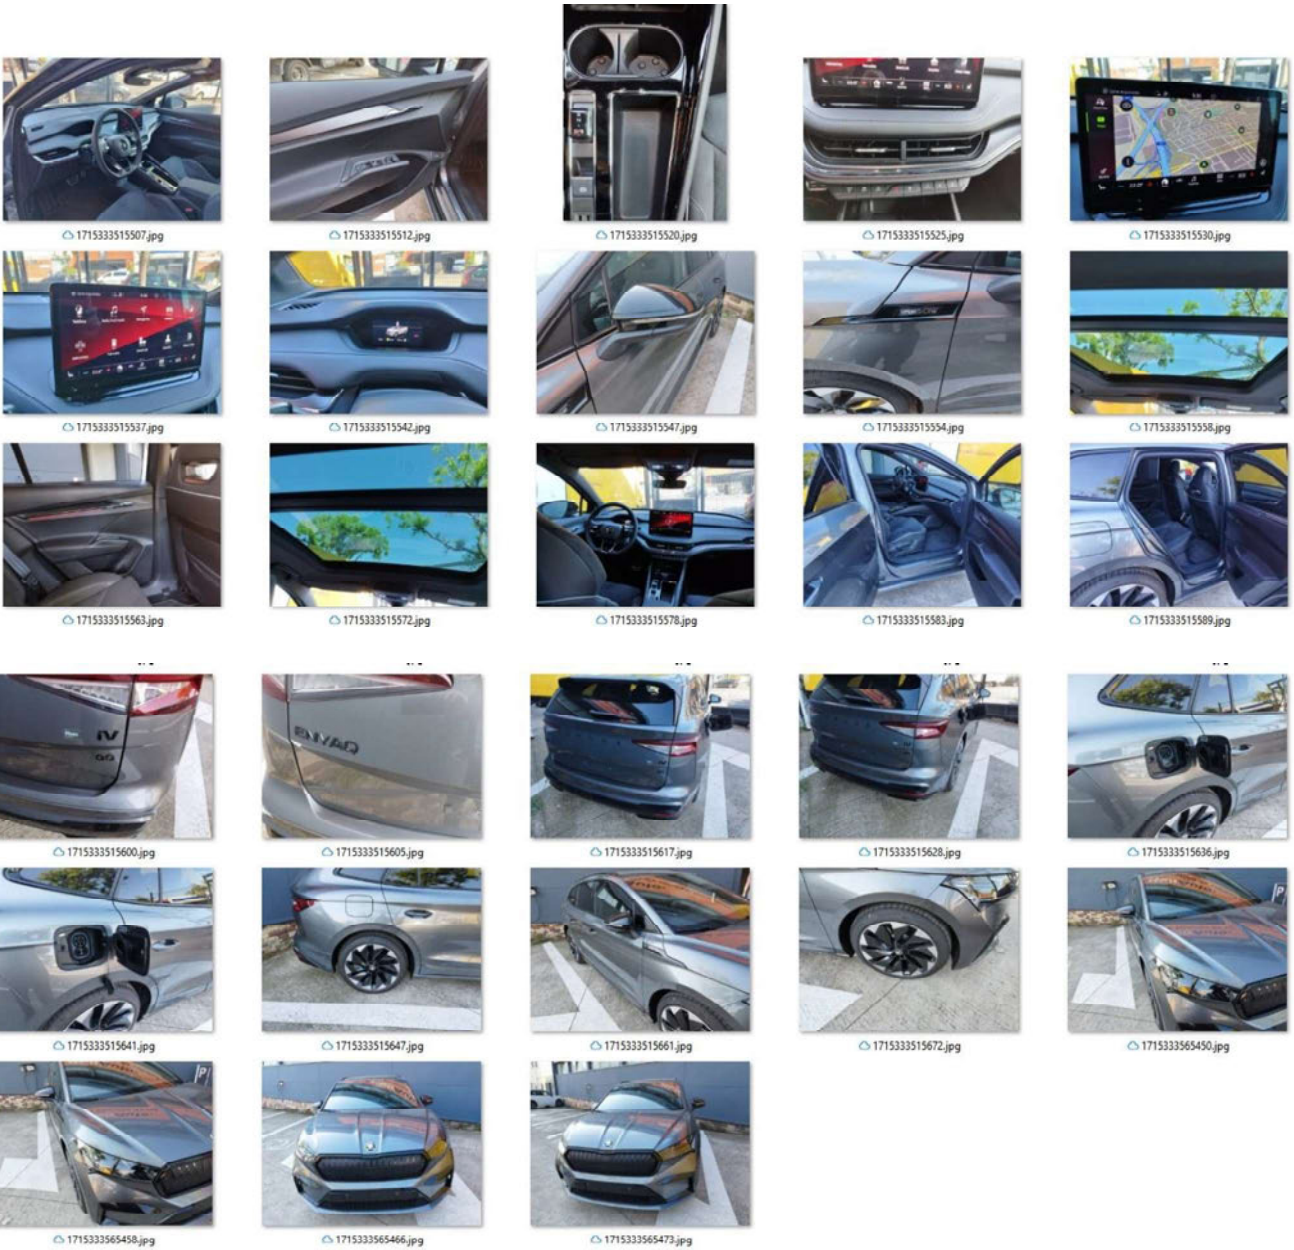 1715333515507.jpg
1715333515512.jpg
1715333515520.jpg
1715333515525.jpg
1715333515530.jpg
1715333515537.jpg
1715333515542.jpg
1715333515547.jpg
1715333515554.jpg
1715333515558.jpg
1715333515563.jpg
1715333515572.jpg
1715333515578.jpg
1715333515583.jpg
1715333515589.jpg
iV
80
ENYAQ
1715333515600.jpg
1715333515605.jpg
1715333515617.jpg
1715333515628.jpg
1715333515636.jpg
P
1715333515641.jpg
1715333515647.jpg
1715333515661.jpg
1715333515672.jpg
1715333565450.jpg
P
1715333565458.jpg
1715333565466.jpg
1715333565473.jpg